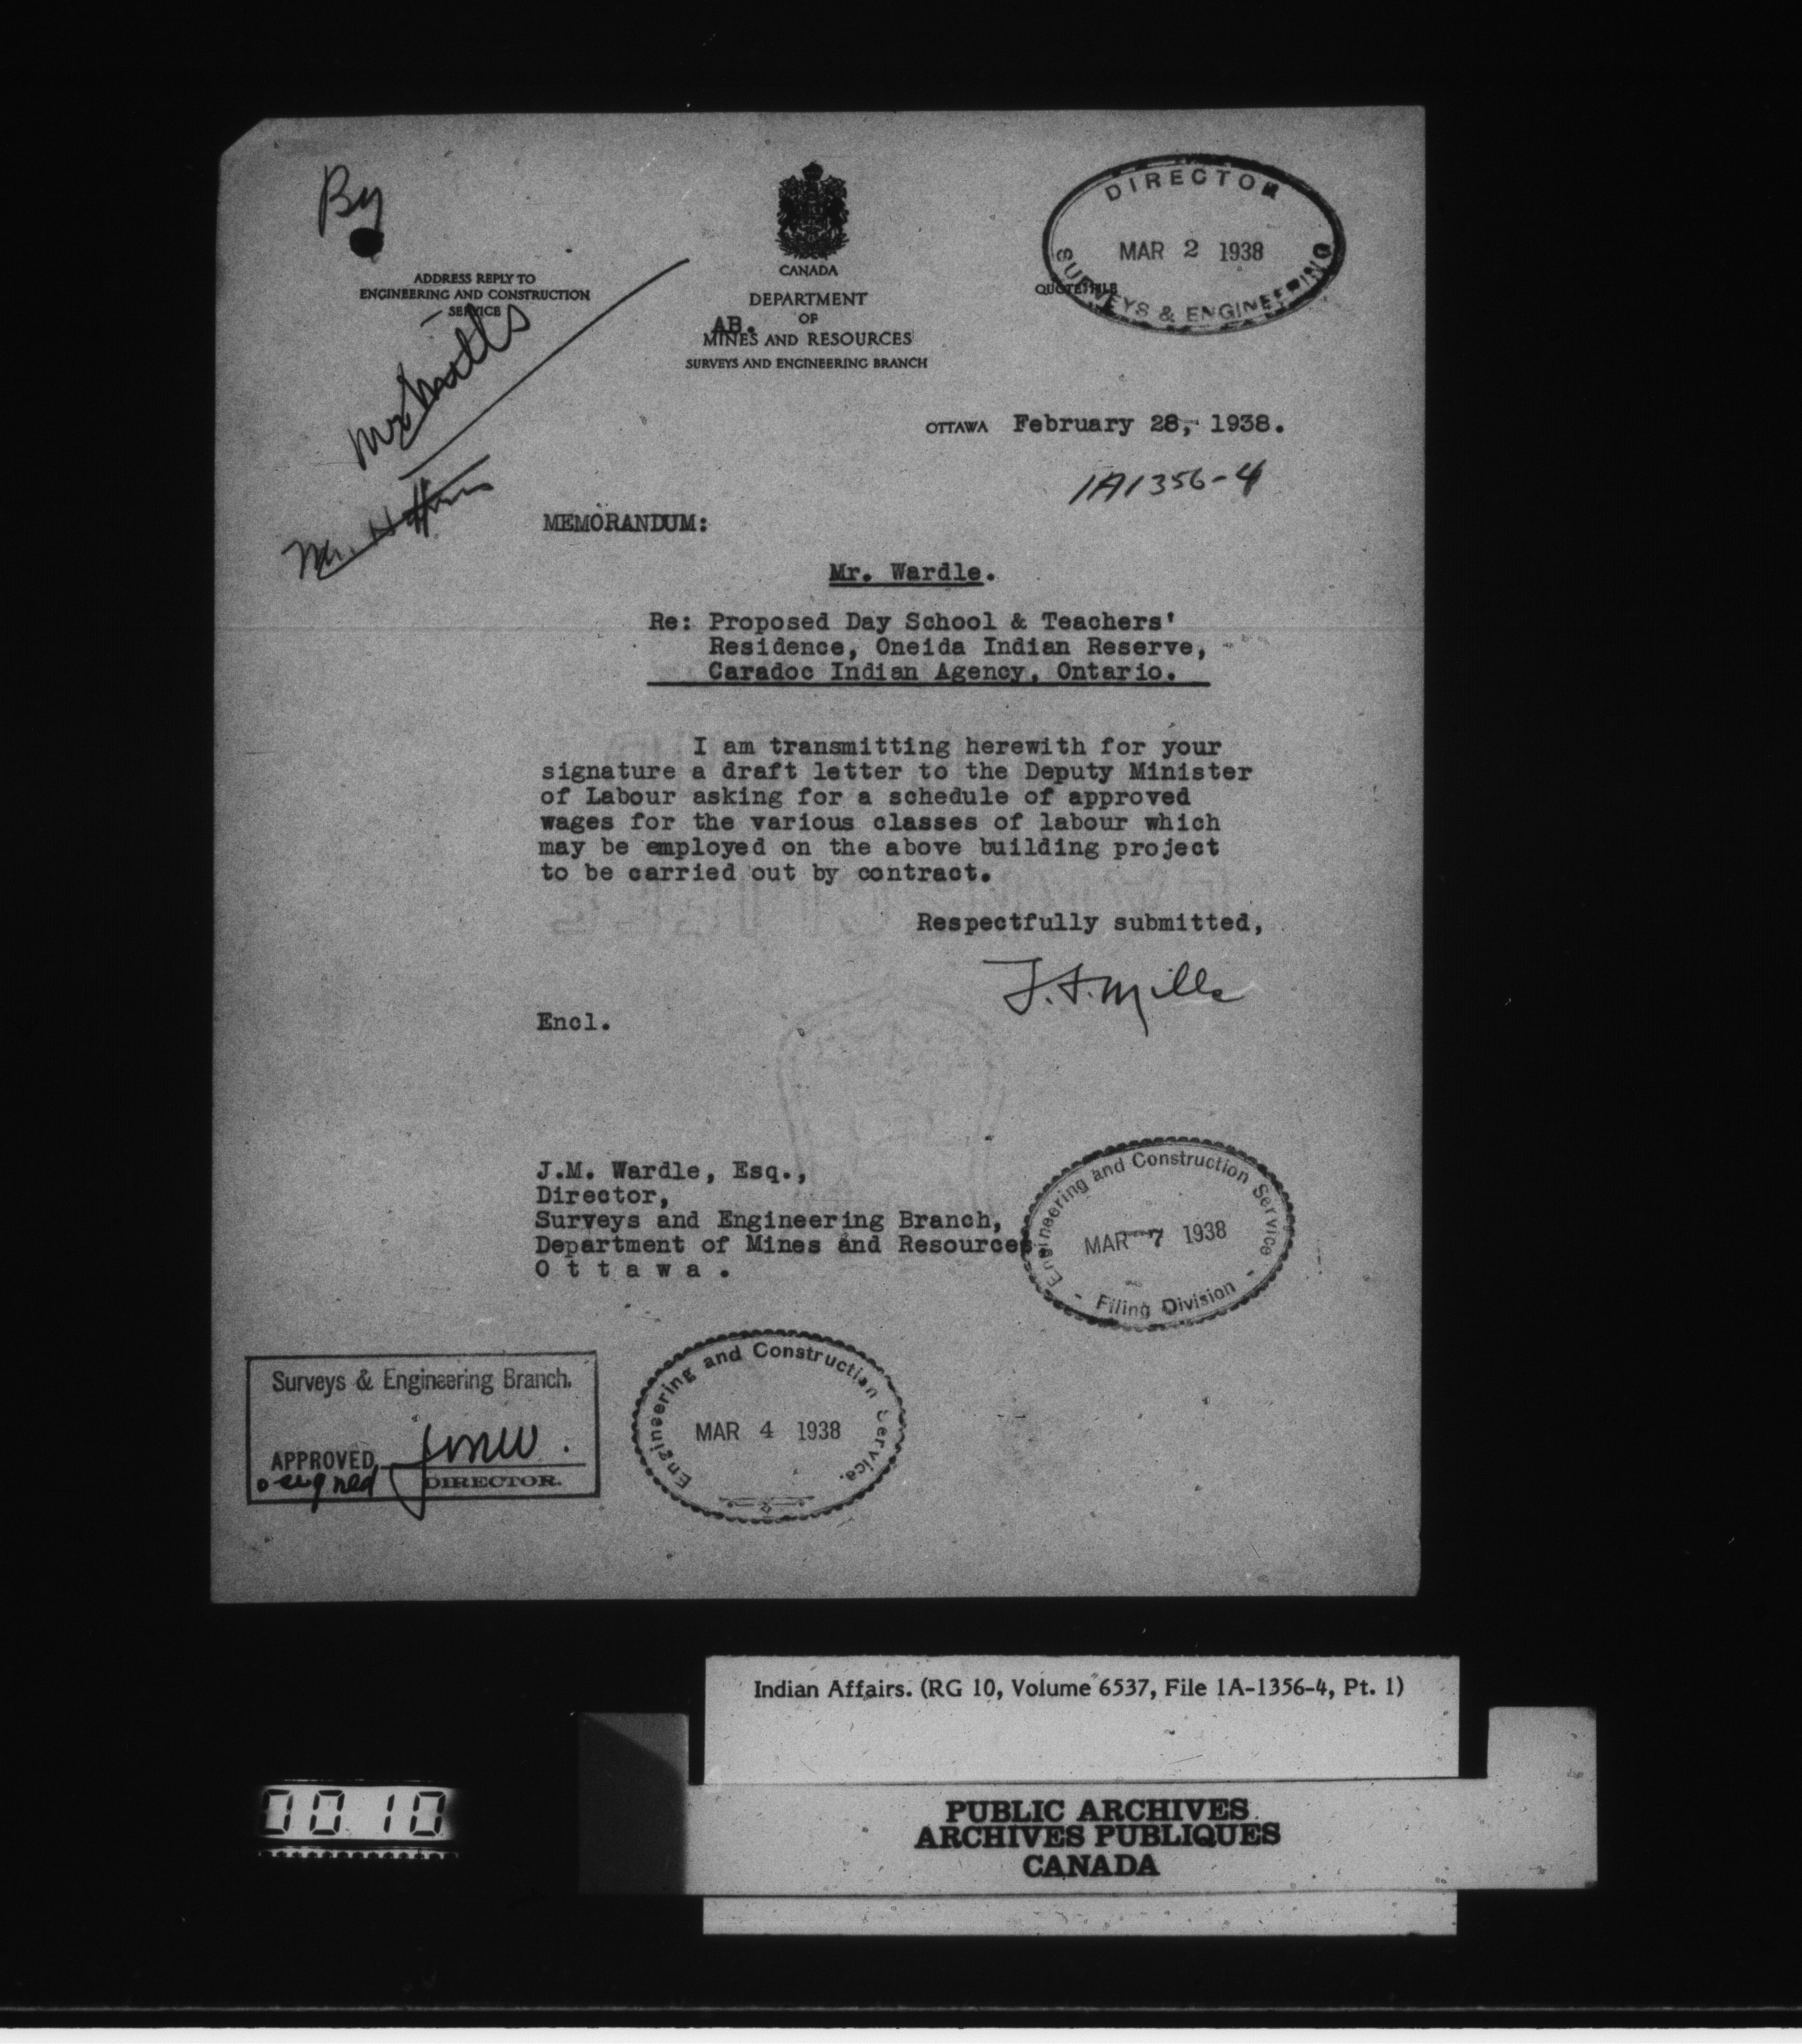 By
ADDRESS REPLY TO
ENGINEERING AND CONSTRUCTION
SERVICE
CANADA
DEPARTMENT
OF
AB.
MINES AND RESOURCES
SURVEYS AND ENGINEERING BRANCH
DIRECTOR
MAR 2 1938
SURVEYS & ENGINEERING
QUOTE FILE
OTTAWA February 28, 1938.
1A1356-4
Mr.
Mr.
MEMORANDUM:
Mr. Wardle.
Re: Proposed Day School & Teachers'
Residence, Oneida Indian Reserve,
Caradoc Indian Agency, Ontario.
I am transmitting herewith for your
signature a draft letter to the Deputy Minister
of Labour asking for a schedule of approved
wages for the various classes of labour which
may be employed on the above building project
to be carried out by contract.
Respectfully submitted,
Mills
Encl.
J.M. Wardle, Esq.,
Director,
Surveys and Engineering Branch,
Department of Mines and Resources
Ottawa.
Engineering and Construction Service
MAR 7 1938
- Filing Division -
Surveys & Engineering Branch.
APPROVED JMW.
signed DIRECTOR.
Engineering and Construction Service.
MAR 4 1938
Indian Affairs. (RG 10, Volume 6537, File 1A-1356-4, Pt. 1)
0010
PUBLIC ARCHIVES
ARCHIVES PUBLIQUES
CANADA